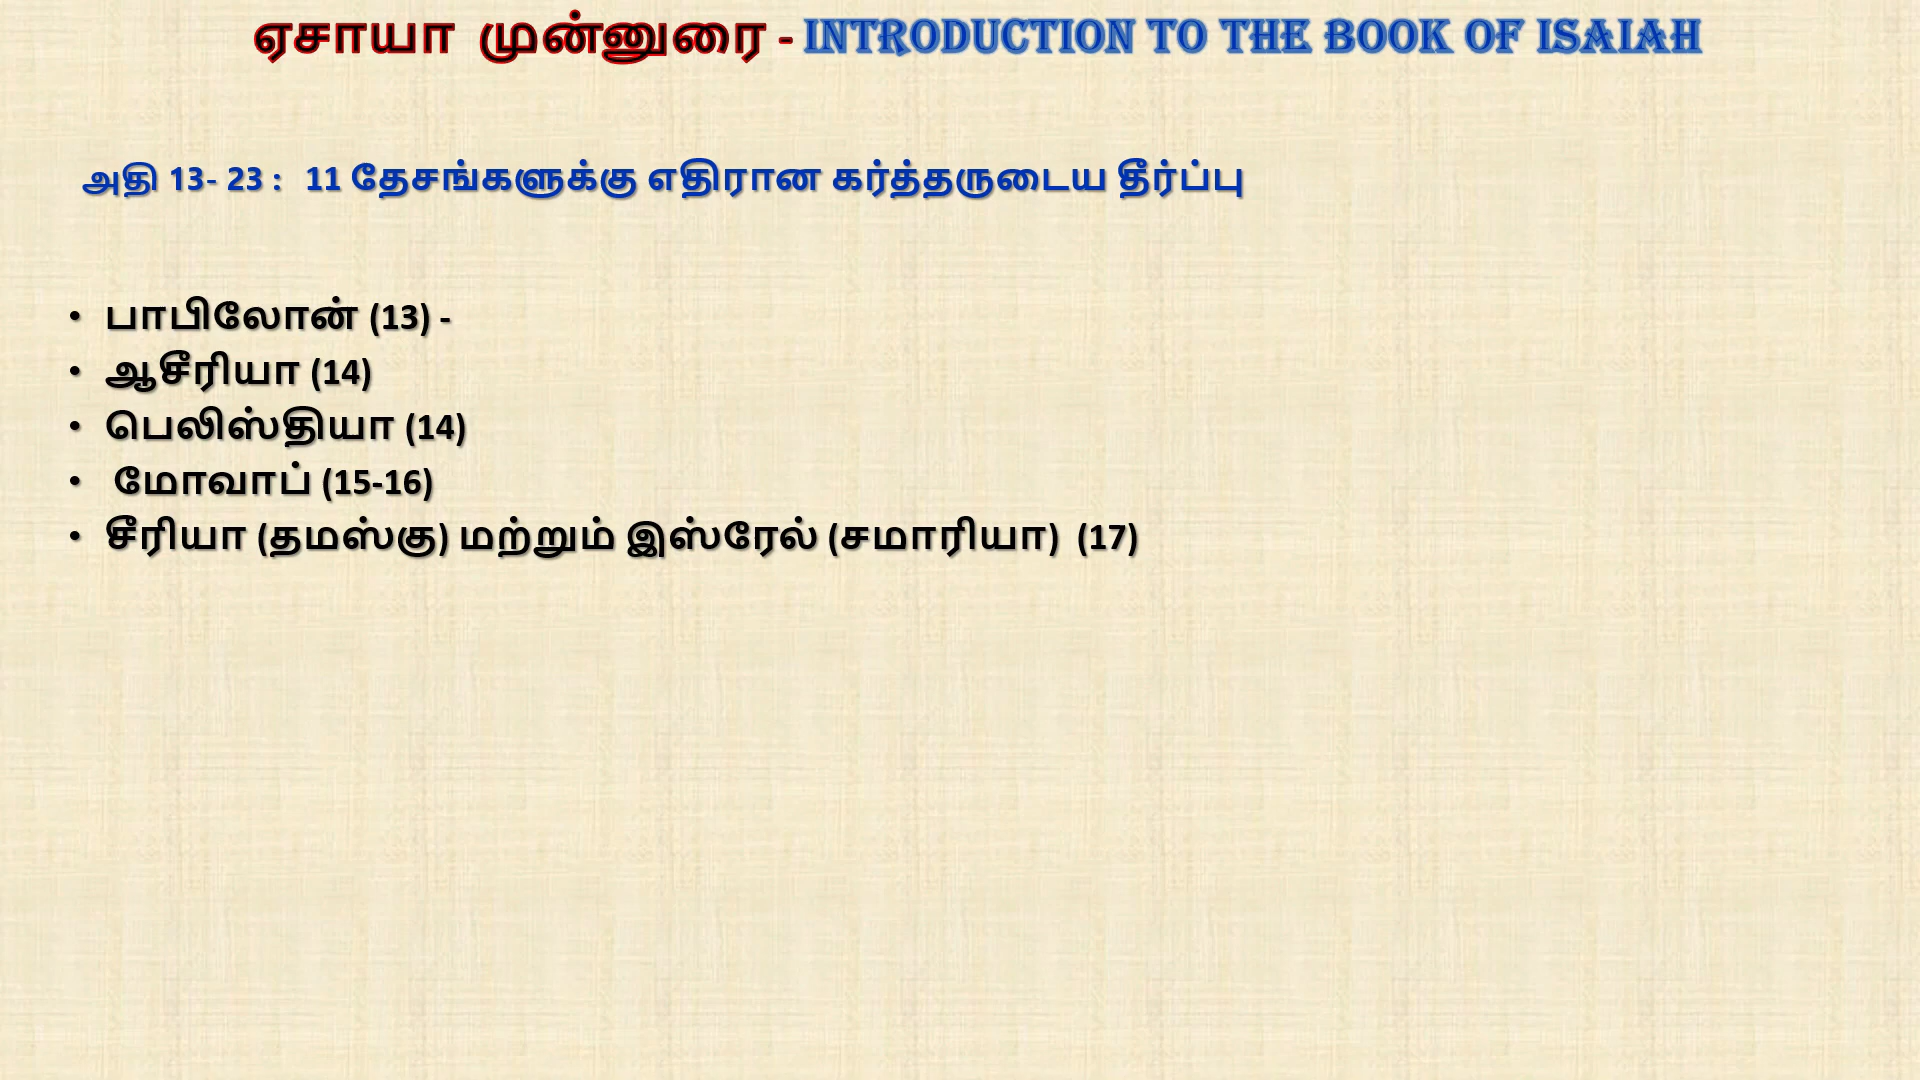 ஏசாயா முன்னுரை - INTRODUCTION TO THE BOOK OF ISAIAH
அதி 13- 23 : 11 தேசங்களுக்கு எதிரான கர்த்தருடைய தீர்ப்பு
• பாபிலோன் (13) -
• ஆசீரியா (14)
• பெலிஸ்தியா (14)
• மோவாப் (15-16)
• சீரியா (தமஸ்கு) மற்றும் இஸ்ரேல் (சமாரியா) (17)